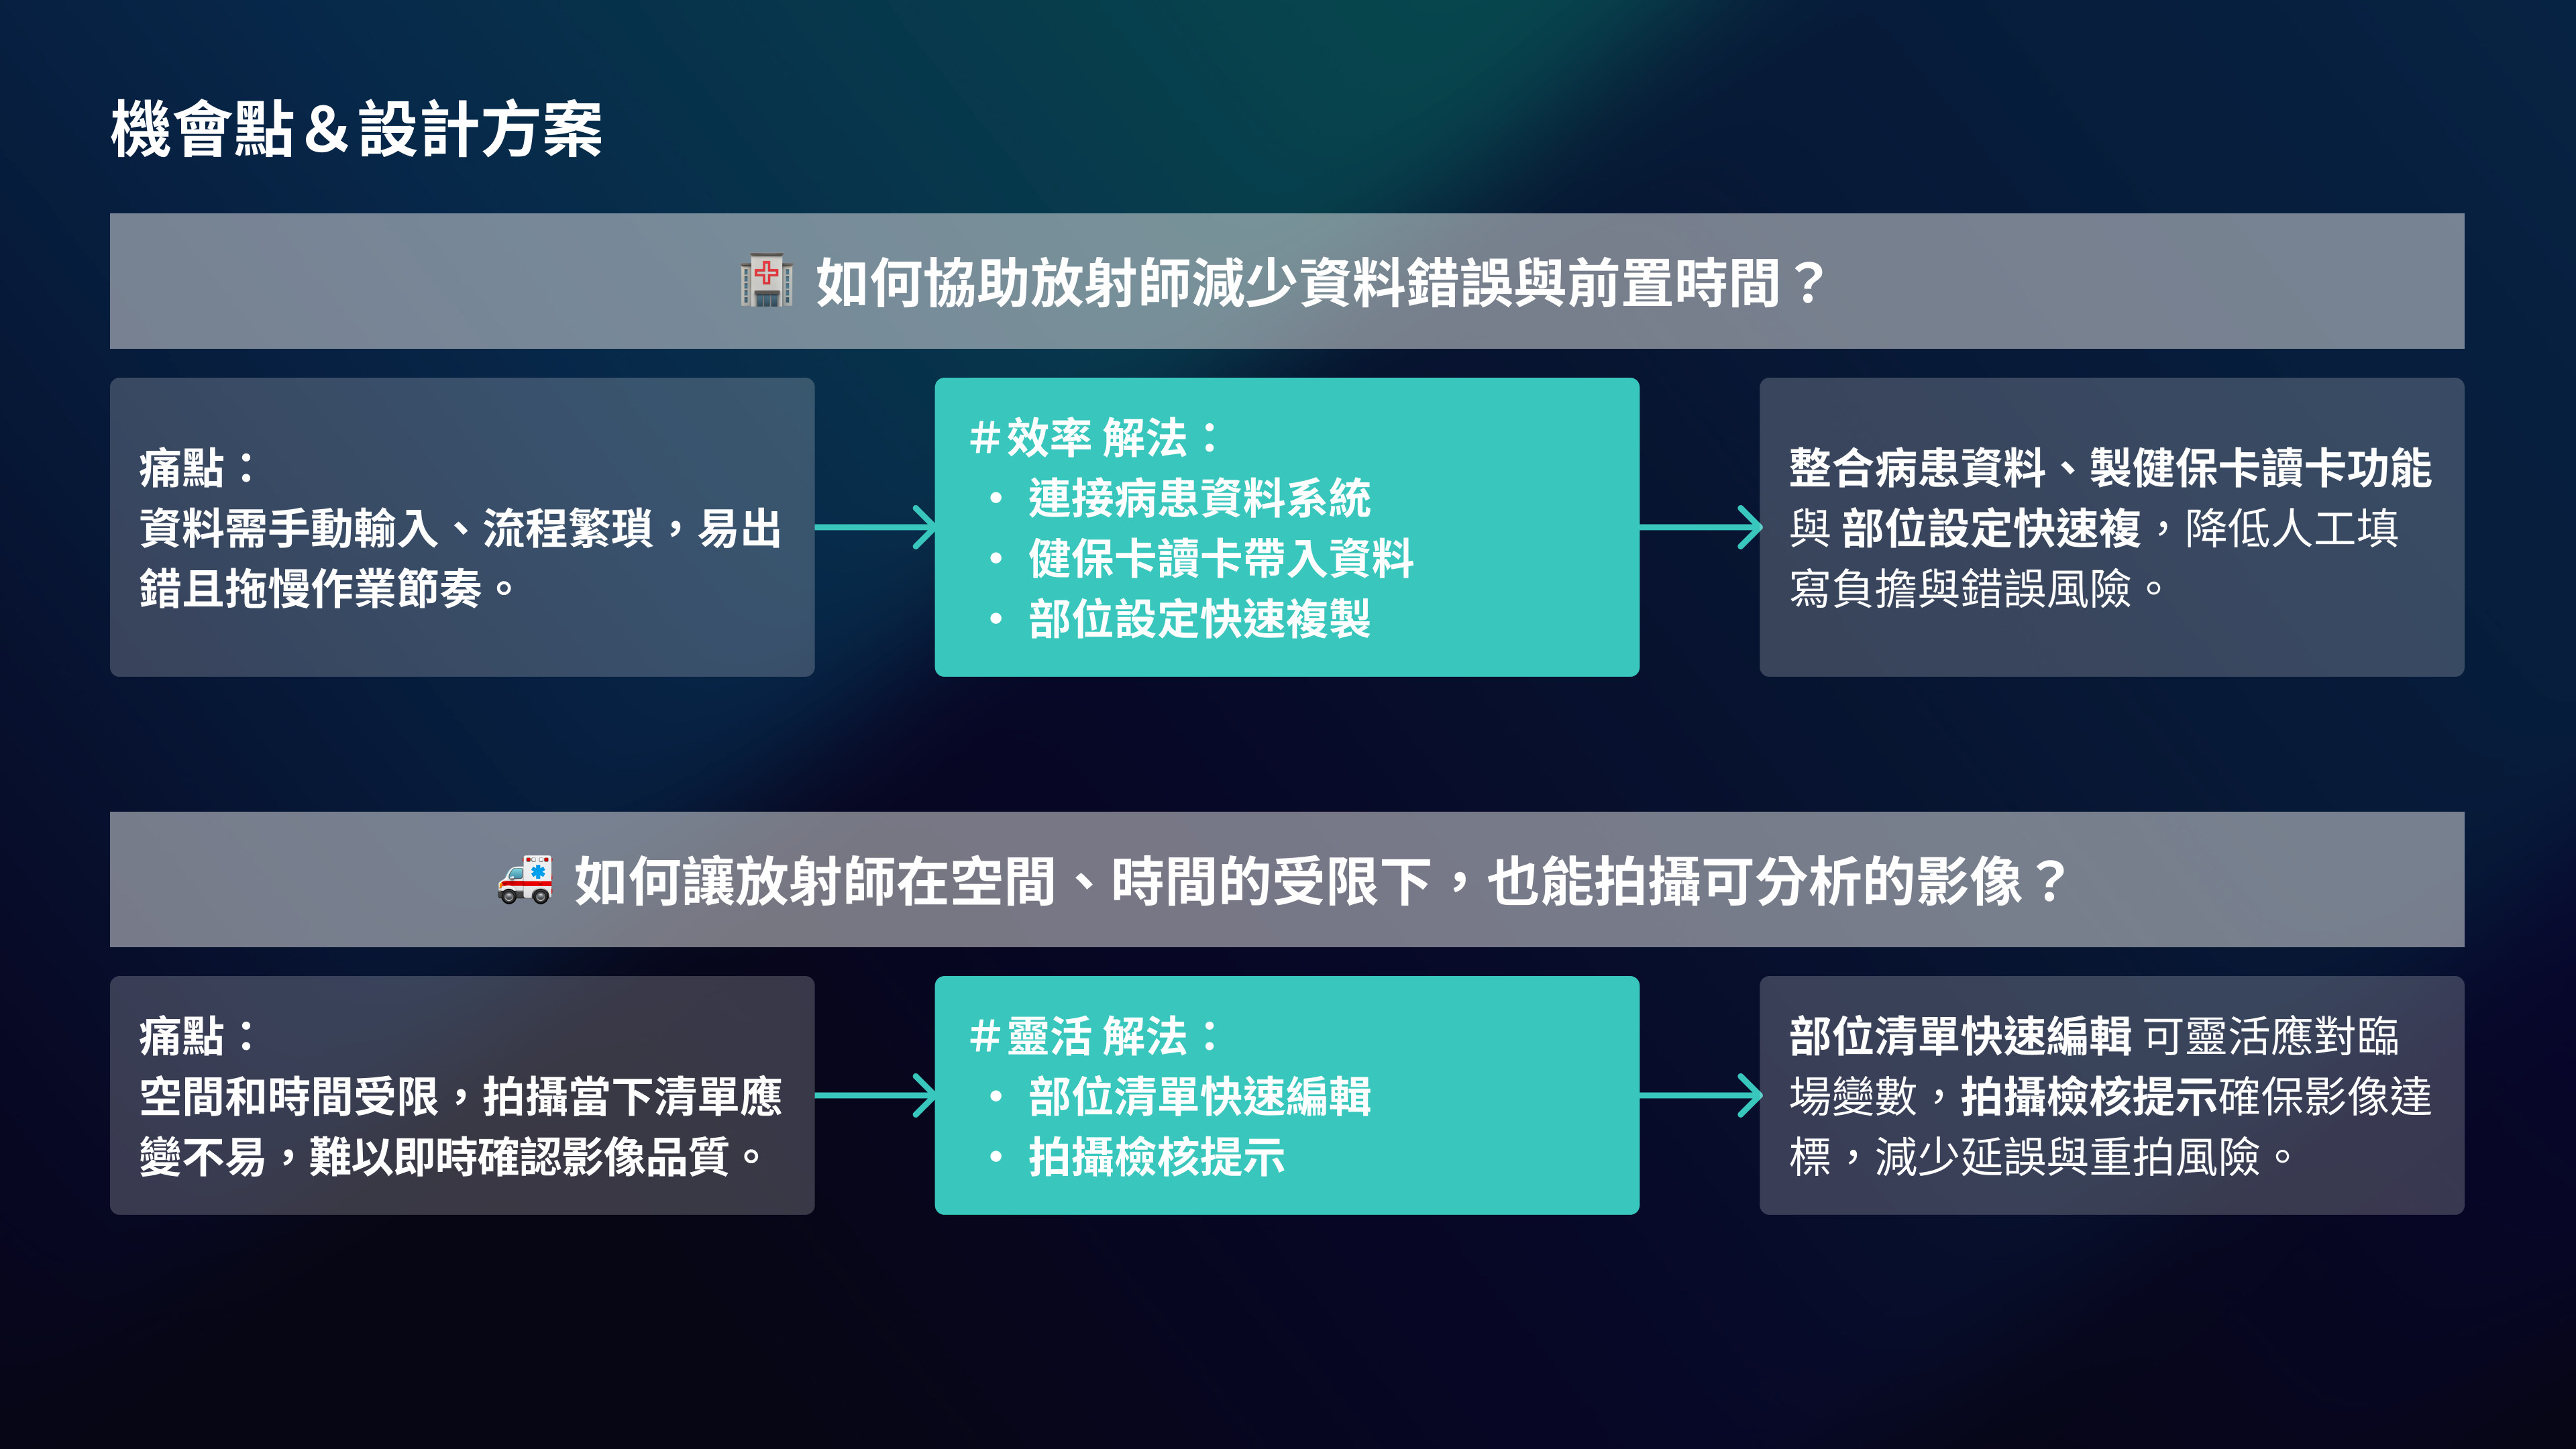 機會點&設計方案
🏥 如何協助放射師減少資料錯誤與前置時間？
痛點：
資料需手動輸入、流程繁瑣，易出
錯且拖慢作業節奏。
＃效率 解法：
• 連接病患資料系統
• 健保卡讀卡帶入資料
• 部位設定快速複製
整合病患資料、製健保卡讀卡功能
與 部位設定快速複，降低人工填
寫負擔與錯誤風險。
🚑 如何讓放射師在空間、時間的受限下，也能拍攝可分析的影像？
痛點：
空間和時間受限，拍攝當下清單應
變不易，難以即時確認影像品質。
＃靈活 解法：
• 部位清單快速編輯
• 拍攝檢核提示
部位清單快速編輯 可靈活應對臨
場變數，拍攝檢核提示確保影像達
標，減少延誤與重拍風險。